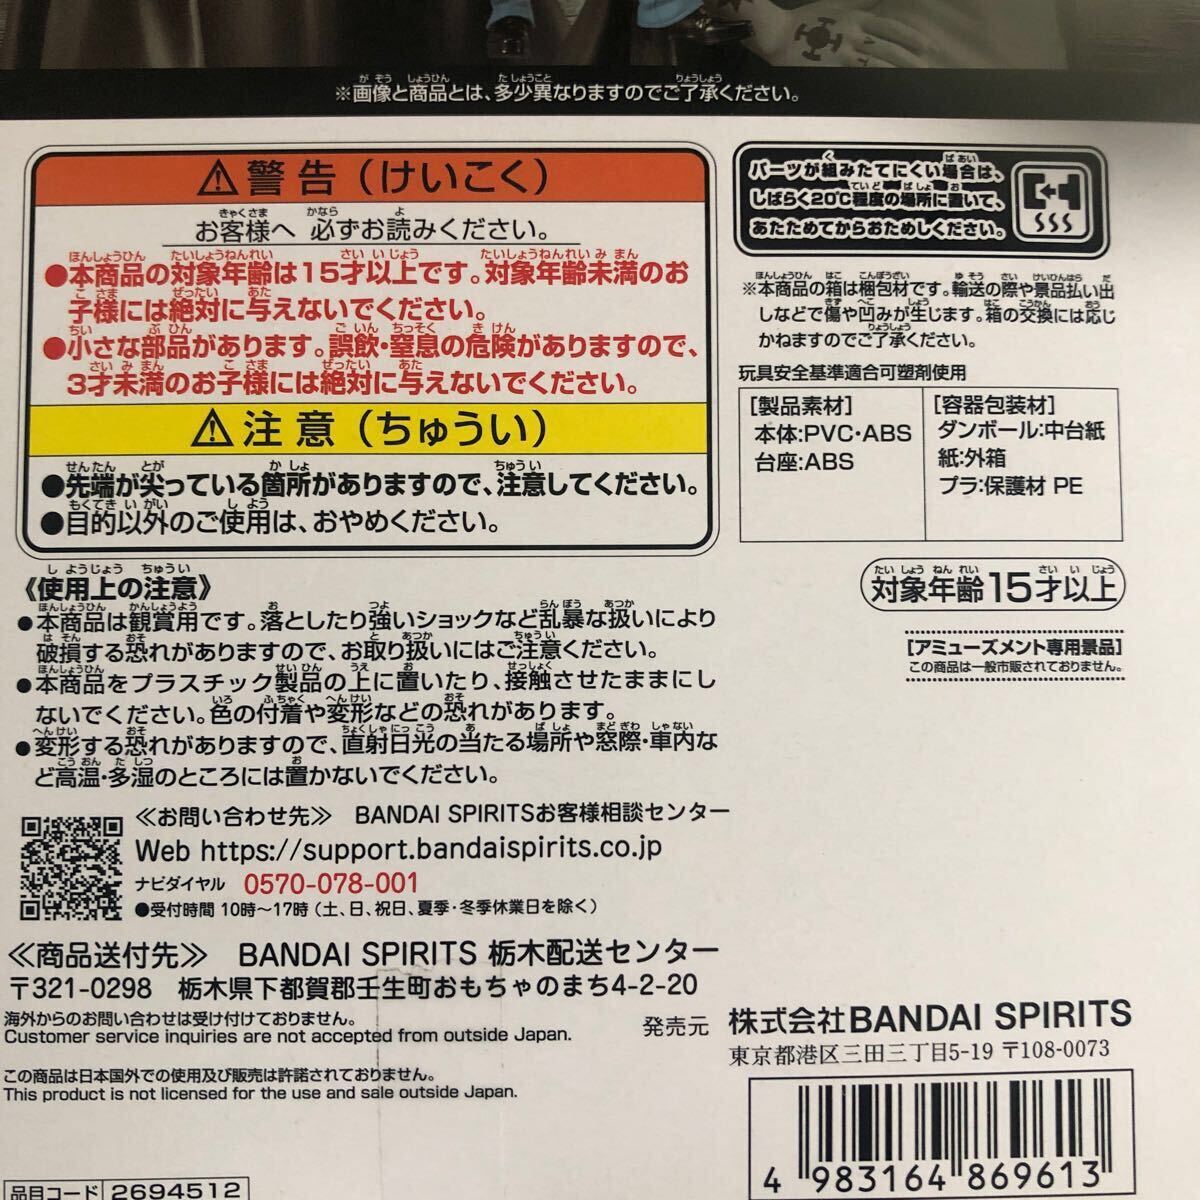 ※画像と商品とは、多少異なりますのでご了承ください。
⚠警告（けいこく）
お客様へ 必ずお読みください。
●本商品の対象年齢は15才以上です。対象年齢未満のお
子様には絶対に与えないでください。
●小さな部品があります。誤飲・窒息の危険がありますので、
3才未満のお子様には絶対に与えないでください。
⚠注意（ちゅうい）
●先端が尖っている箇所がありますので、注意してください。
●目的以外のご使用は、おやめください。
パーツが組みたてにくい場合は、
しばらく20℃程度の場所に置いて、
あたためてからおためしください。
※本商品の箱は梱包材です。輸送の際や景品払い出
しなどで傷や凹みが生じます。箱の交換には応じ
かねますのでご了承ください。
玩具安全基準適合可塑剤使用
[製品素材]
本体:PVC・ABS
台座:ABS
[容器包装材]
ダンボール:中台紙
紙:外箱
プラ:保護材 PE
対象年齢15才以上
[アミューズメント専用景品]
この商品は一般市販されておりません。
《使用上の注意》
●本商品は観賞用です。落としたり強いショックなど乱暴な扱いにより
破損する恐れがありますので、お取り扱いにはご注意ください。
●本商品をプラスチック製品の上に置いたり、接触させたままにし
ないでください。色の付着や変形などの恐れがあります。
●変形する恐れがありますので、直射日光の当たる場所や窓際・車内な
ど高温・多湿のところには置かないでください。
≪お問い合わせ先≫ BANDAI SPIRITSお客様相談センター
Web https://support.bandaispirits.co.jp
ナビダイヤル 0570-078-001
●受付時間 10時～17時（土、日、祝日、夏季・冬季休業日を除く）
≪商品送付先≫ BANDAI SPIRITS 栃木配送センター
〒321-0298 栃木県下都賀郡壬生町おもちゃのまち4-2-20
海外からのお問い合わせは受け付けておりません。
Customer service inquiries are not accepted from outside Japan.
この商品は日本国外での使用及び販売は許諾されておりません。
This product is not licensed for the use and sale outside Japan.
発売元 株式会社BANDAI SPIRITS
東京都港区三田三丁目5-19 〒108-0073
4 983164 869613
品目コード 2694512